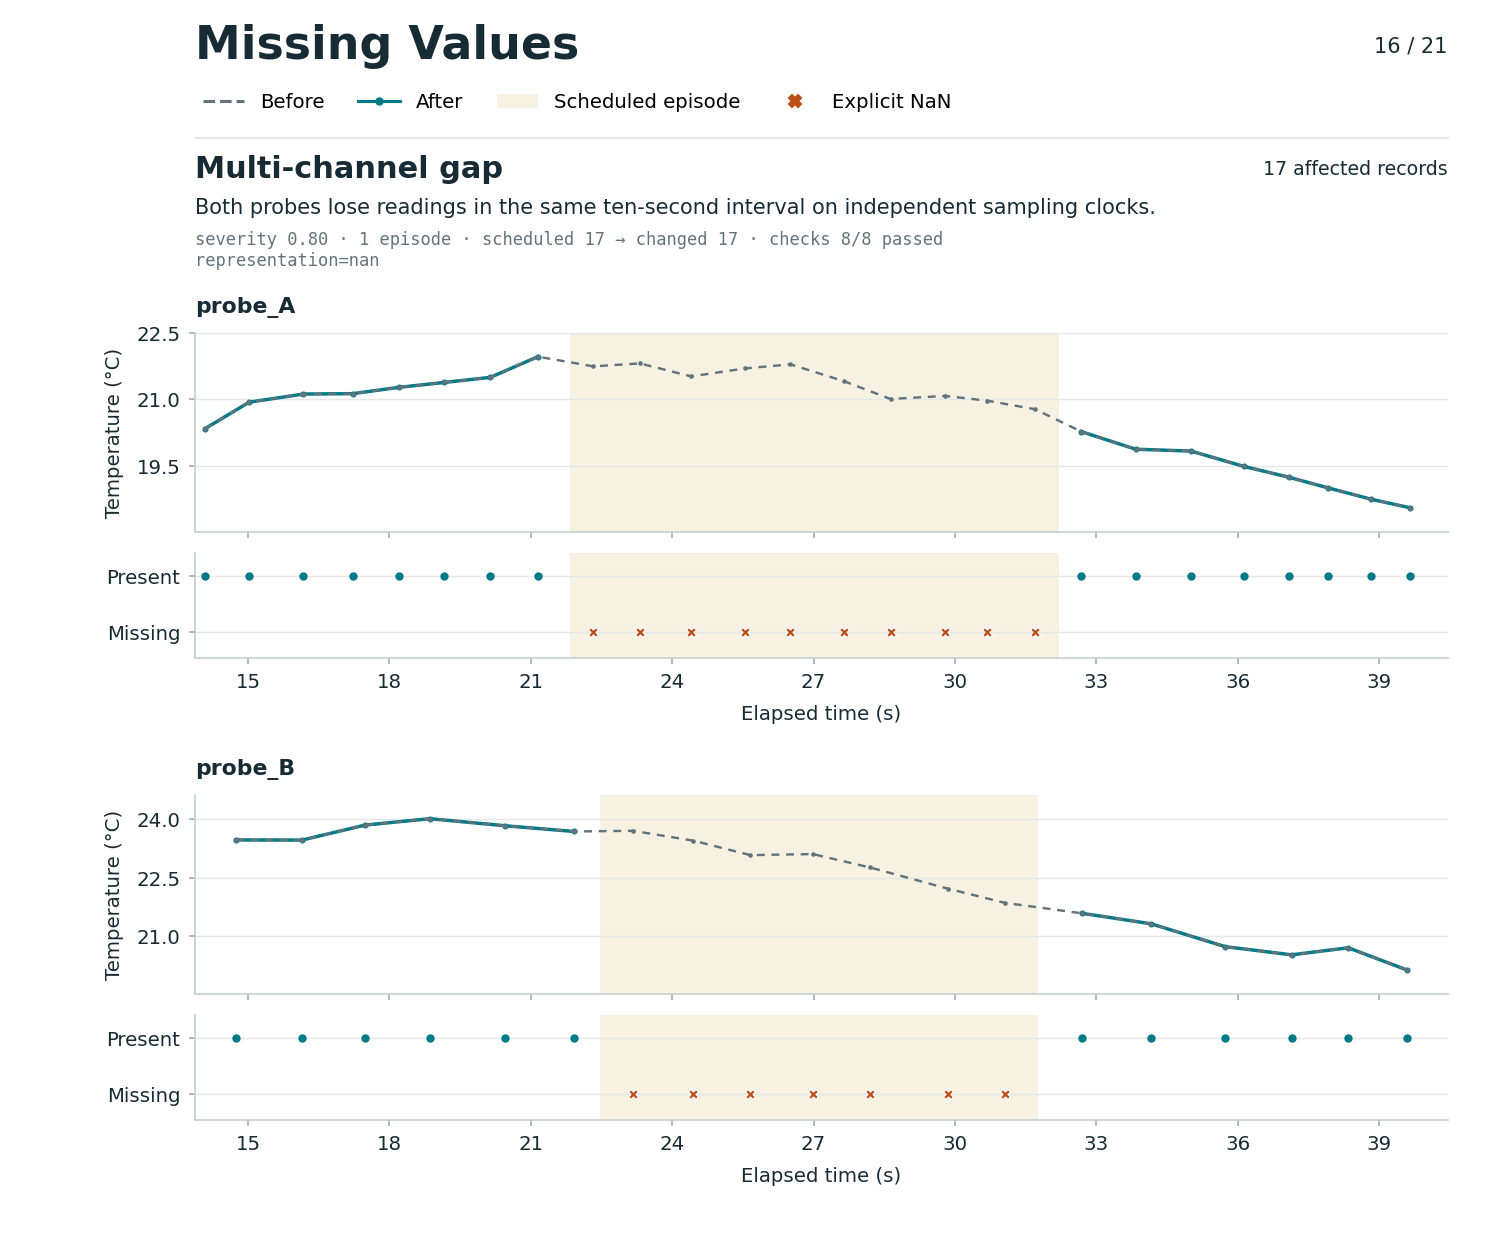 Missing Values
16 / 21
Before
After
Scheduled episode
Explicit NaN
Multi-channel gap
17 affected records
Both probes lose readings in the same ten-second interval on independent sampling clocks.
severity 0.80 · 1 episode · scheduled 17 → changed 17 · checks 8/8 passed
representation=nan
probe_A
Temperature (°C)
22.5
21.0
19.5
Present
Missing
15 18 21 24 27 30 33 36 39
Elapsed time (s)
probe_B
Temperature (°C)
24.0
22.5
21.0
Present
Missing
15 18 21 24 27 30 33 36 39
Elapsed time (s)